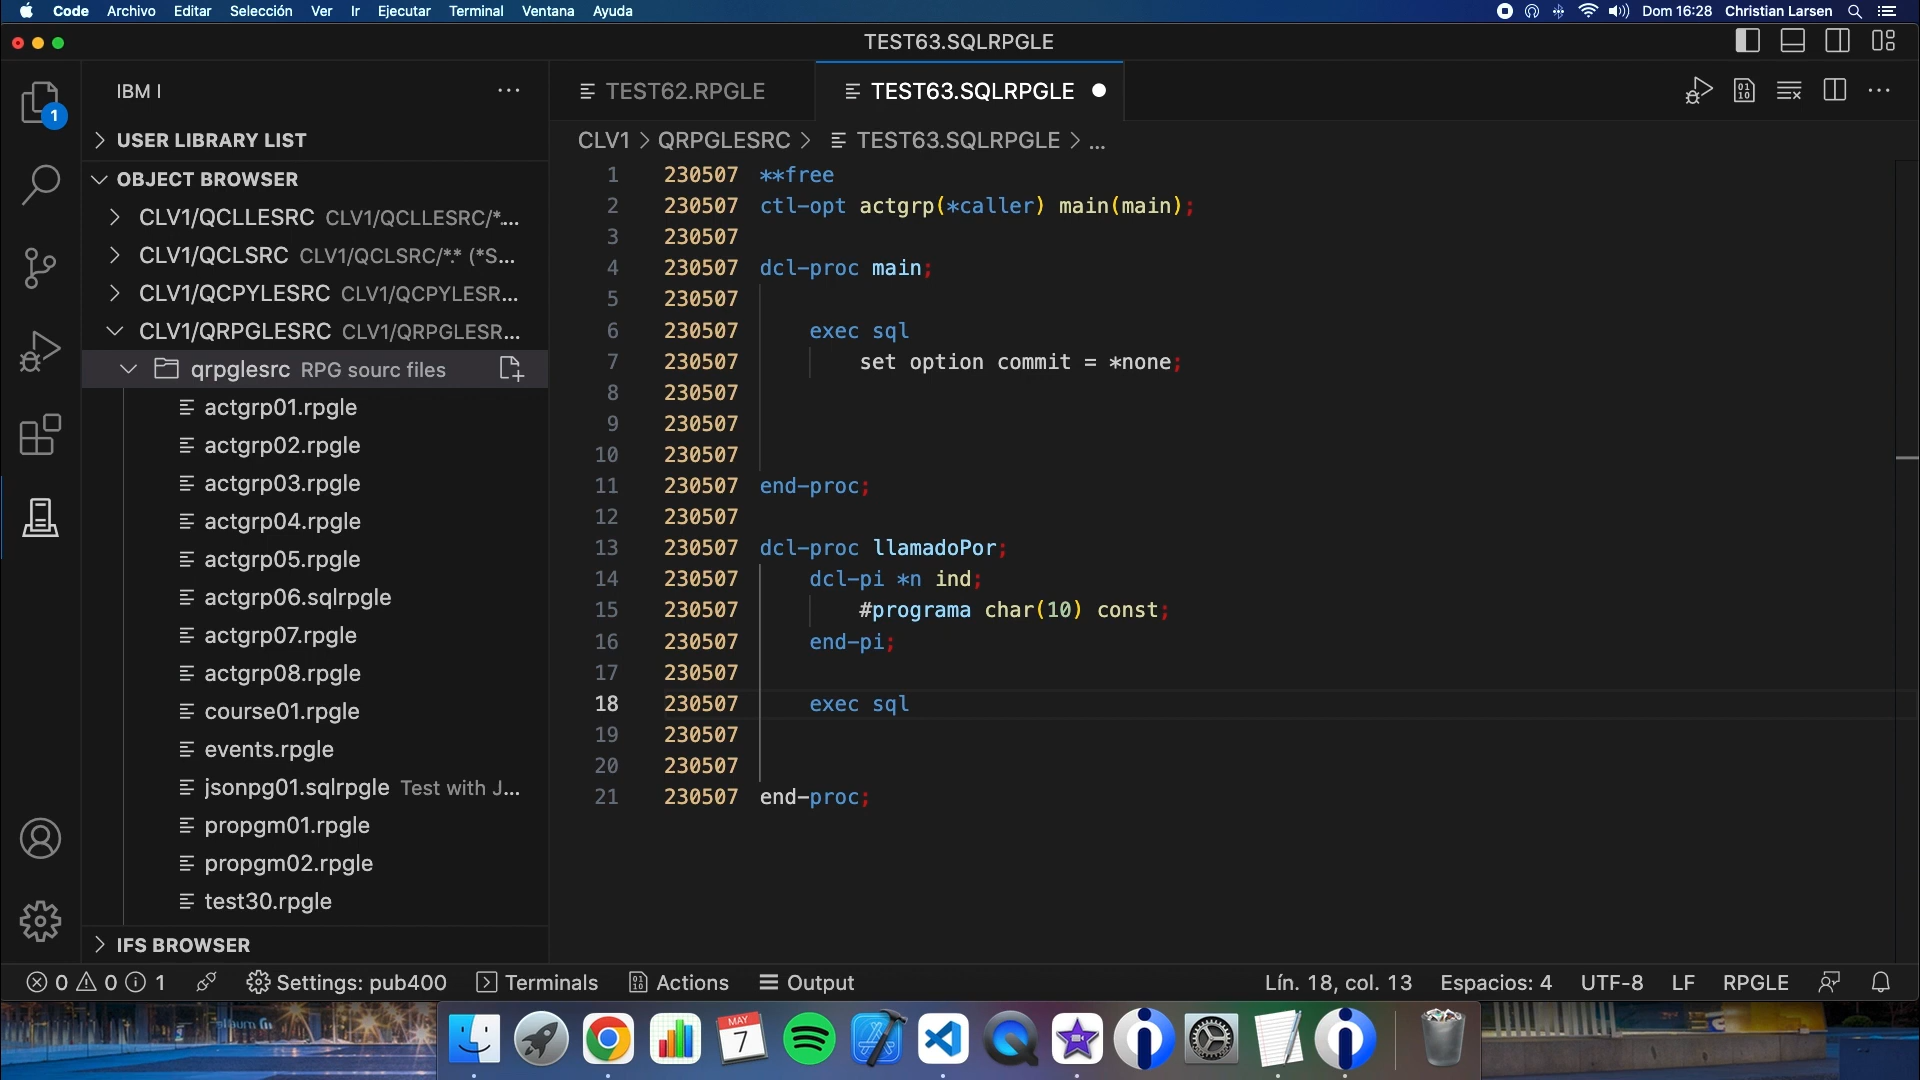 Code Archivo Editar Selección Ver Ir Ejecutar Terminal Ventana Ayuda Dom 16:28 Christian Larsen
TEST63.SQLRPGLE
IBM I
USER LIBRARY LIST
OBJECT BROWSER
CLV1/QCLLESRC CLV1/QCLLESRC/*....
CLV1/QCLSRC CLV1/QCLSRC/*.* (*S...
CLV1/QCPYLESRC CLV1/QCPYLESR...
CLV1/QRPGLESRC CLV1/QRPGLESR...
qrpglesrc RPG sourc files
actgrp01.rpgle
actgrp02.rpgle
actgrp03.rpgle
actgrp04.rpgle
actgrp05.rpgle
actgrp06.sqlrpgle
actgrp07.rpgle
actgrp08.rpgle
course01.rpgle
events.rpgle
jsonpg01.sqlrpgle Test with J...
propgm01.rpgle
propgm02.rpgle
test30.rpgle
IFS BROWSER
1
TEST62.RPGLE TEST63.SQLRPGLE
CLV1 > QRPGLESRC > TEST63.SQLRPGLE > ...
1 230507 **free
2 230507 ctl-opt actgrp(*caller) main(main);
3 230507
4 230507 dcl-proc main;
5 230507
6 230507 exec sql
7 230507 set option commit = *none;
8 230507
9 230507
10 230507
11 230507 end-proc;
12 230507
13 230507 dcl-proc llamadoPor;
14 230507 dcl-pi *n ind;
15 230507 #programa char(10) const;
16 230507 end-pi;
17 230507
18 230507 exec sql
19 230507
20 230507
21 230507 end-proc;
0 0 1 Settings: pub400 Terminals Actions Output Lín. 18, col. 13 Espacios: 4 UTF-8 LF RPGLE
MAY
7